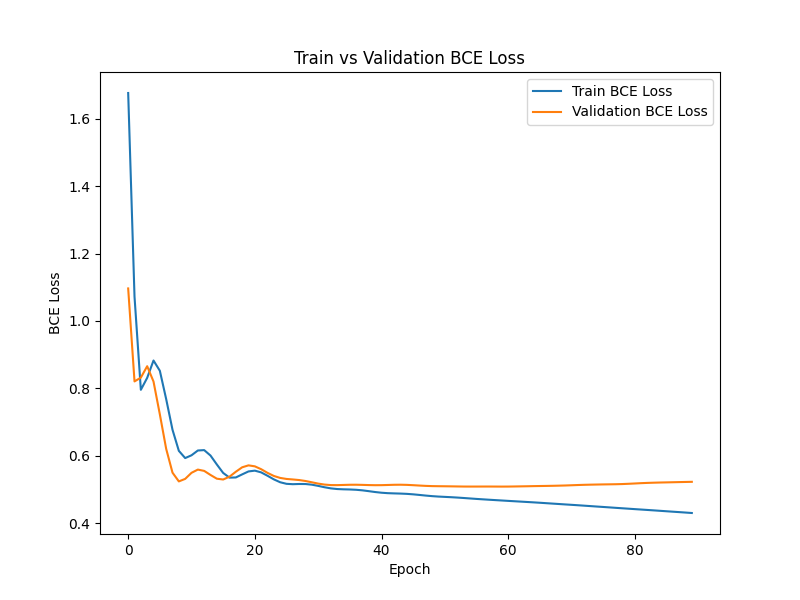 Train vs Validation BCE Loss
Train BCE Loss
Validation BCE Loss
BCE Loss
1.6
1.4
1.2
1.0
0.8
0.6
0.4
0 20 40 60 80
Epoch